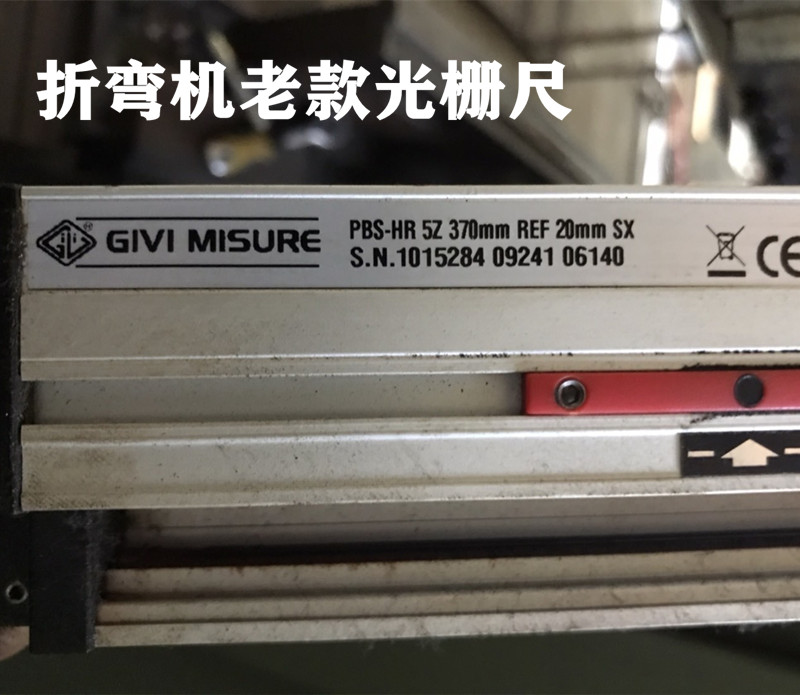 折弯机老款光栅尺
GIVI MISURE
PBS-HR 5Z 370mm REF 20mm SX
S.N.1015284 09241 06140
CE